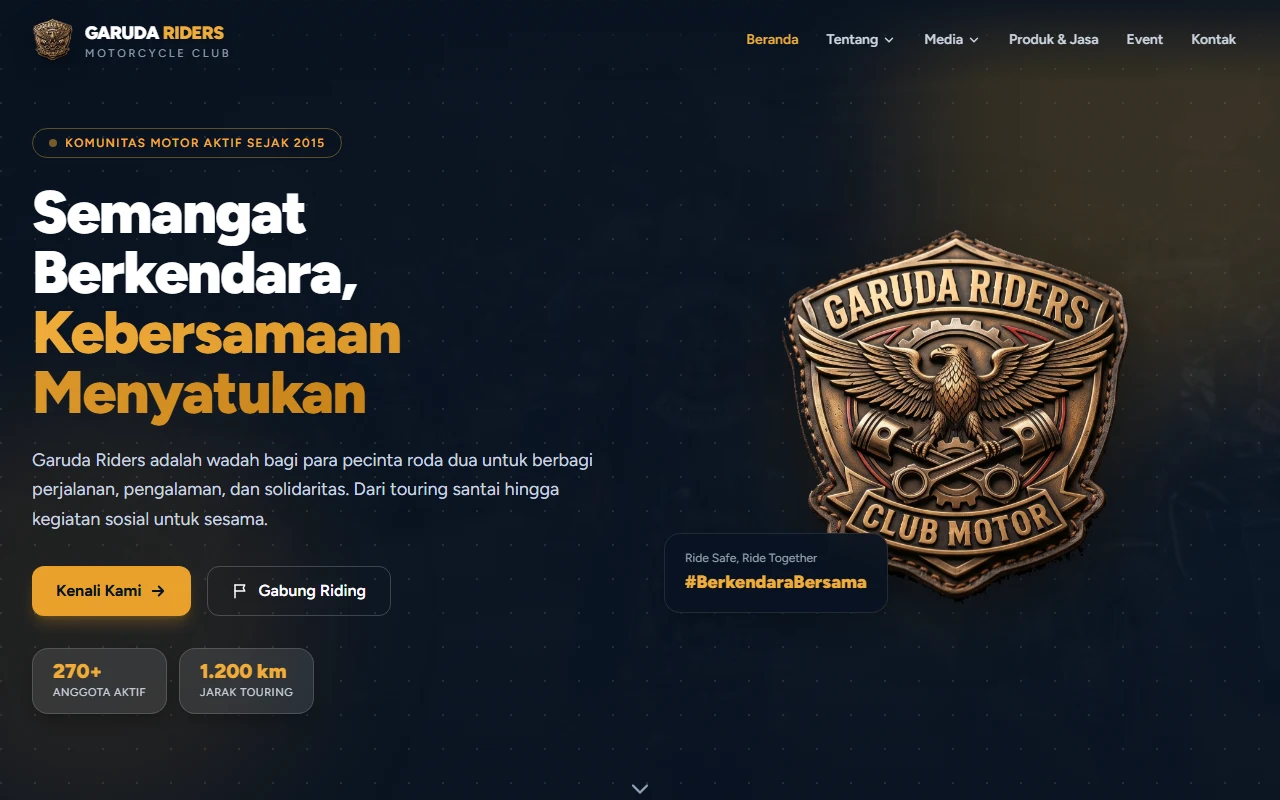 GARUDA RIDERS
MOTORCYCLE CLUB
Beranda
Tentang
Media
Produk & Jasa
Event
Kontak
KOMUNITAS MOTOR AKTIF SEJAK 2015
Semangat
Berkendara,
Kebersamaan
Menyatukan
Garuda Riders adalah wadah bagi para pecinta roda dua untuk berbagi
perjalanan, pengalaman, dan solidaritas. Dari touring santai hingga
kegiatan sosial untuk sesama.
Kenali Kami
Gabung Riding
270+
ANGGOTA AKTIF
1.200 km
JARAK TOURING
GARUDA RIDERS
CLUB MOTOR
Ride Safe, Ride Together
#BerkendaraBersama